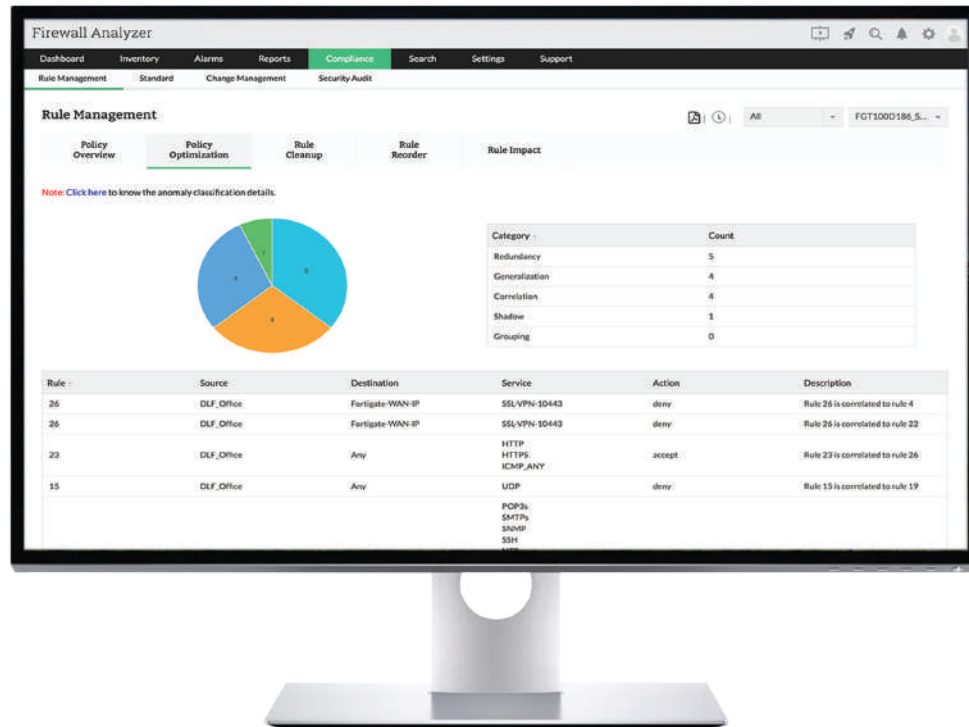 Firewall Analyzer
Dashboard Inventory Alarms Reports Compliance Search Settings Support
Rule Management Standard Change Management Security Audit
Rule Management All FGT100D186_S...
Policy Overview Policy Optimization Rule Cleanup Rule Reorder Rule Impact
Note: Click here to know the anomaly classification details.
Category Count
Redundancy 5
Generalization 4
Correlation 4
Shadow 1
Grouping 0
Rule Source Destination Service Action Description
26 DLF_Office Fortigate-WAN-IP SSL-VPN-10443 deny Rule 26 is correlated to rule 4
26 DLF_Office Fortigate-WAN-IP SSL-VPN-10443 deny Rule 26 is correlated to rule 22
HTTP
23 DLF_Office Any HTTPS accept Rule 23 is correlated to rule 26
ICMP_ANY
15 DLF_Office Any UDP deny Rule 15 is correlated to rule 19
POP3s
SMTPs
SNMP
SSH